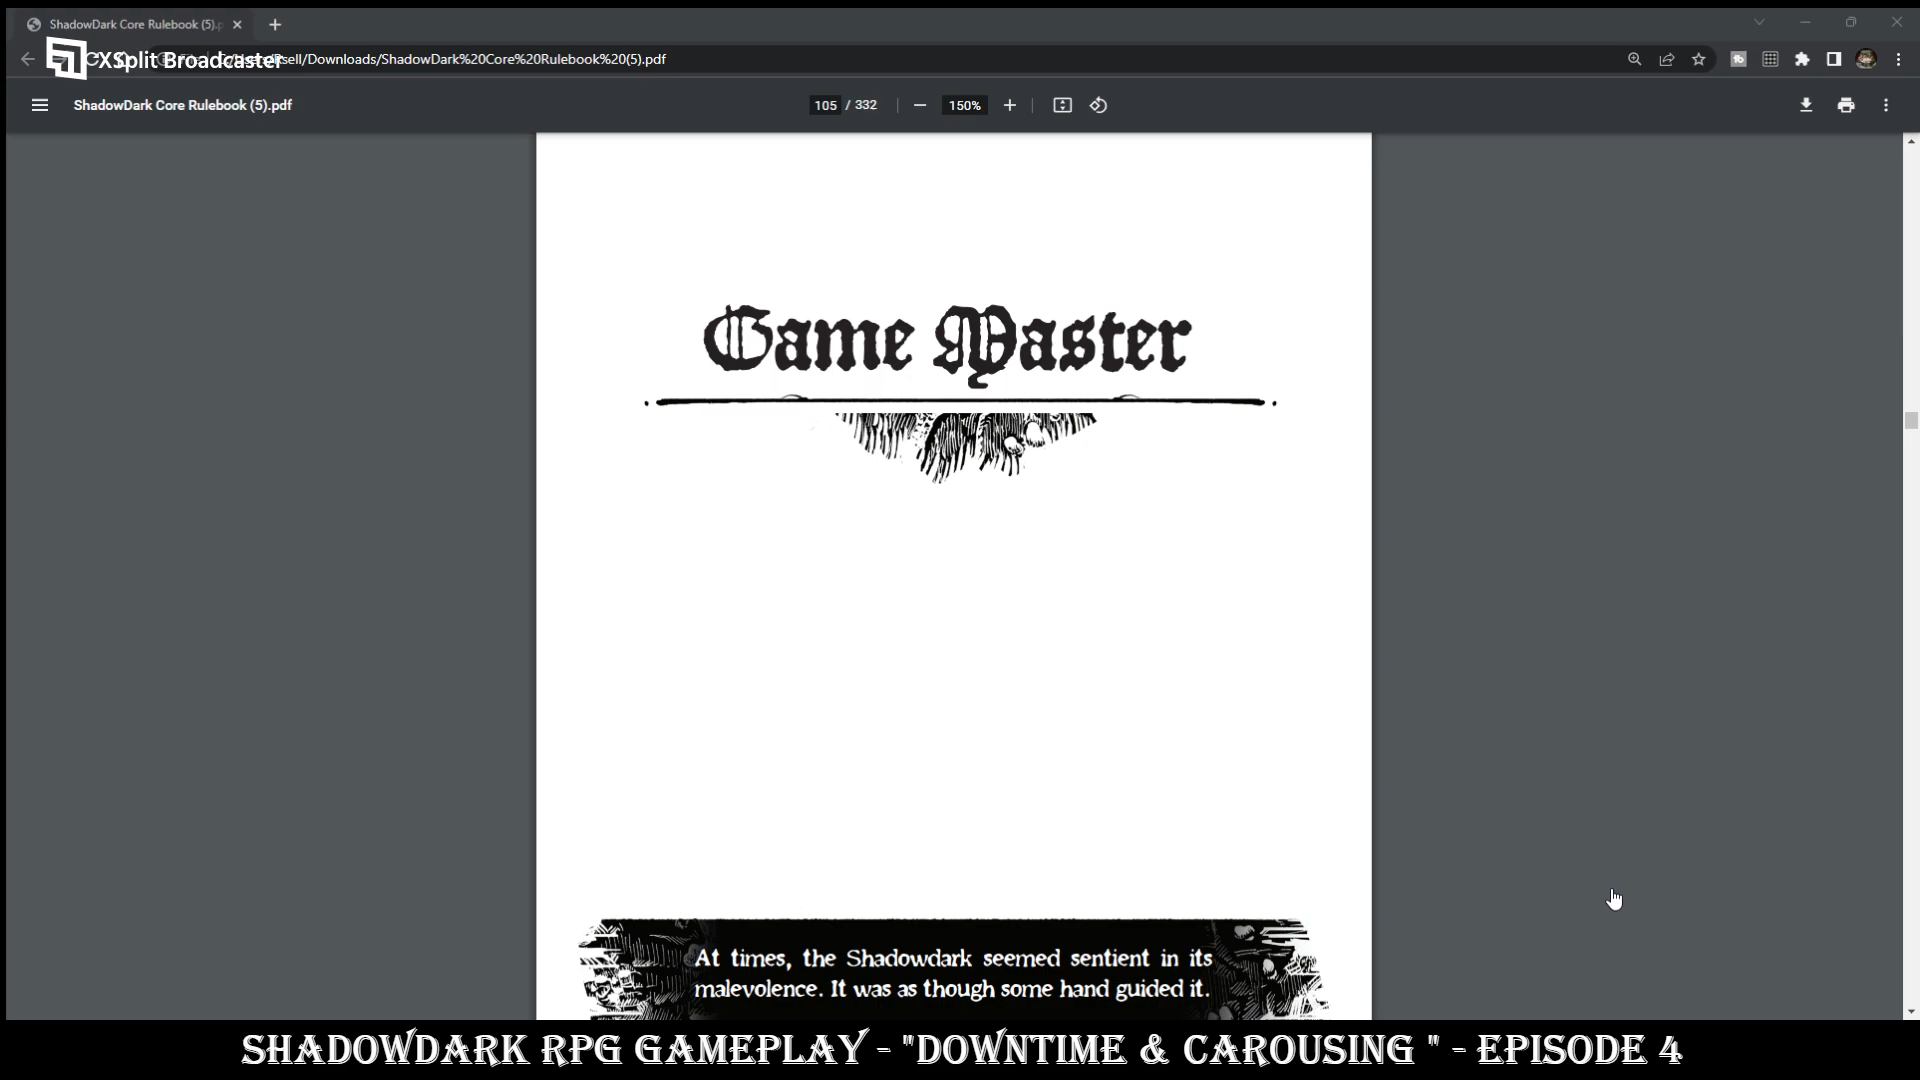 ShadowDark Core Rulebook (5).p
XSplit Broadcaster
sell/Downloads/ShadowDark%20Core%20Rulebook%20(5).pdf
ShadowDark Core Rulebook (5).pdf
105 / 332
150%
Game Master
At times, the Shadowdark seemed sentient in its
malevolence. It was as though some hand guided it.
SHADOWDARK RPG GAMEPLAY - "DOWNTIME & CAROUSING " - EPISODE 4